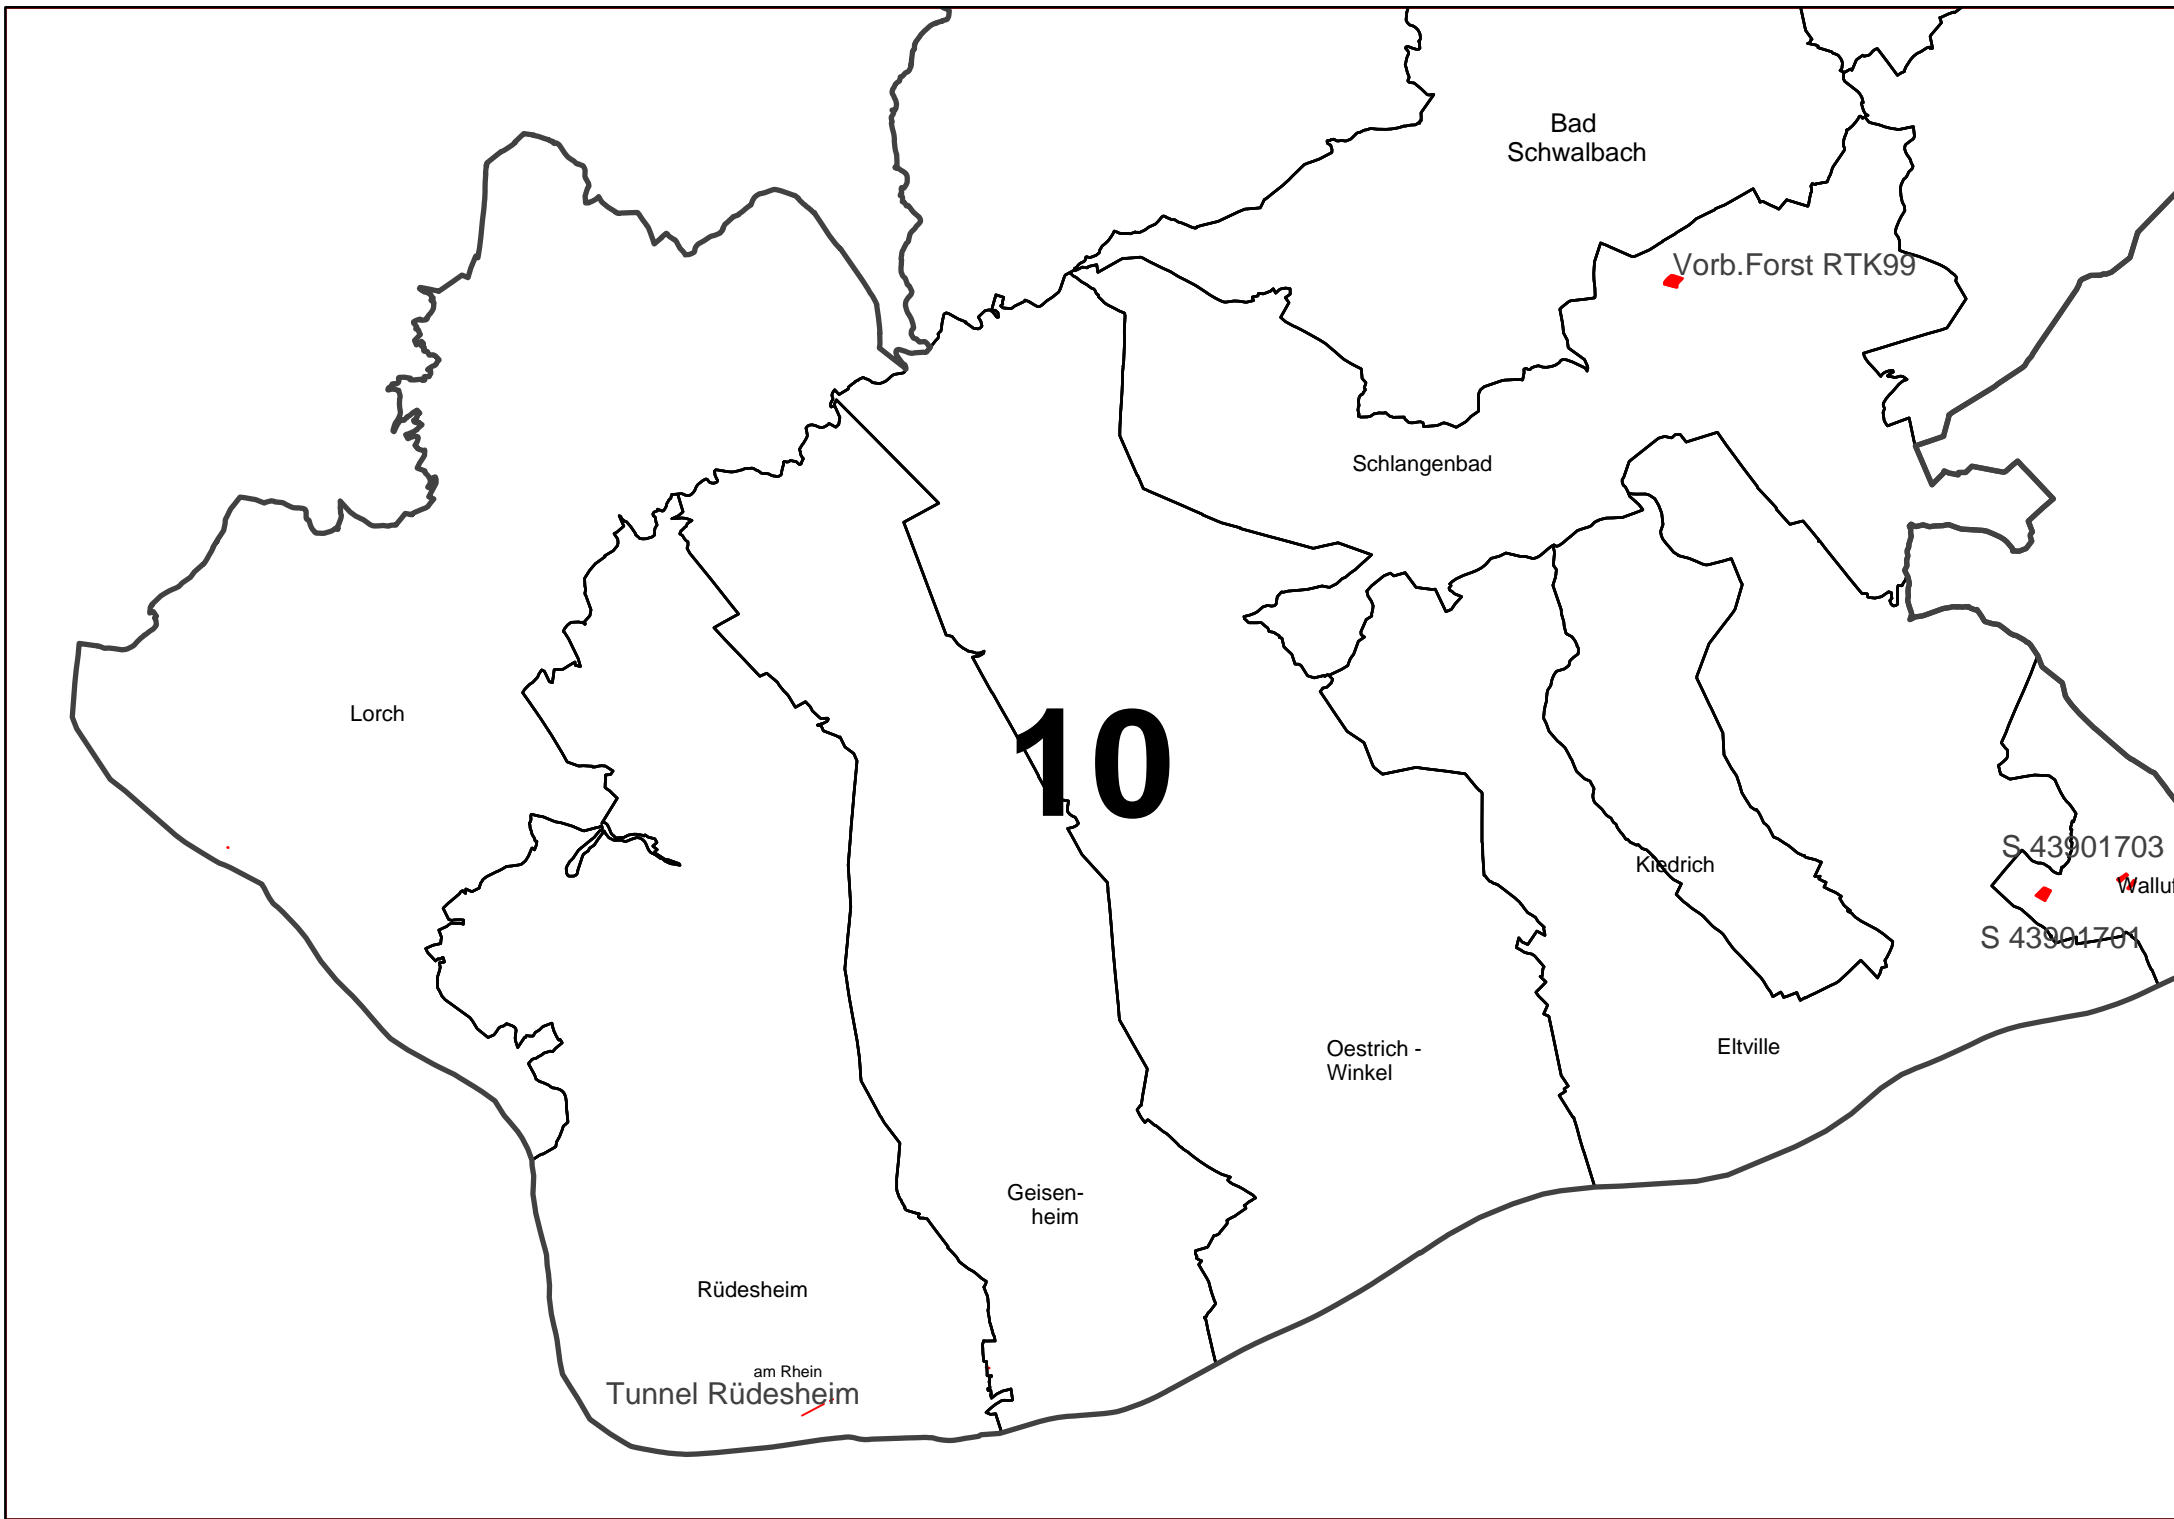 Bad
Schwalbach
Vorb.Forst RTK99
Schlangenbad
Lorch
10
S 43901703
Kiedrich
Walluf
S 43901701
Oestrich -
Winkel
Eltville
Geisen-
heim
Rüdesheim
am Rhein
Tunnel Rüdesheim